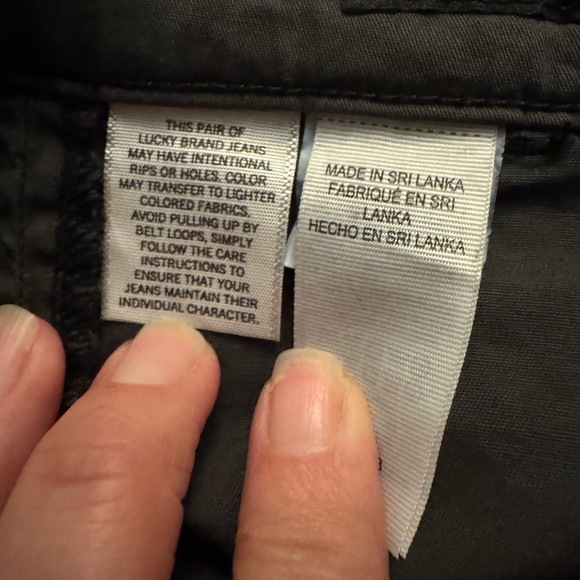 THIS PAIR OF
LUCKY BRAND JEANS
MAY HAVE INTENTIONAL
RIPS OR HOLES. COLOR
MAY TRANSFER TO LIGHTER
COLORED FABRICS.
AVOID PULLING UP BY
BELT LOOPS, SIMPLY
FOLLOW THE CARE
INSTRUCTIONS TO
ENSURE THAT YOUR
JEANS MAINTAIN THEIR
INDIVIDUAL CHARACTER.
MADE IN SRI LANKA
FABRIQUÉ EN SRI
LANKA
HECHO EN SRI LANKA